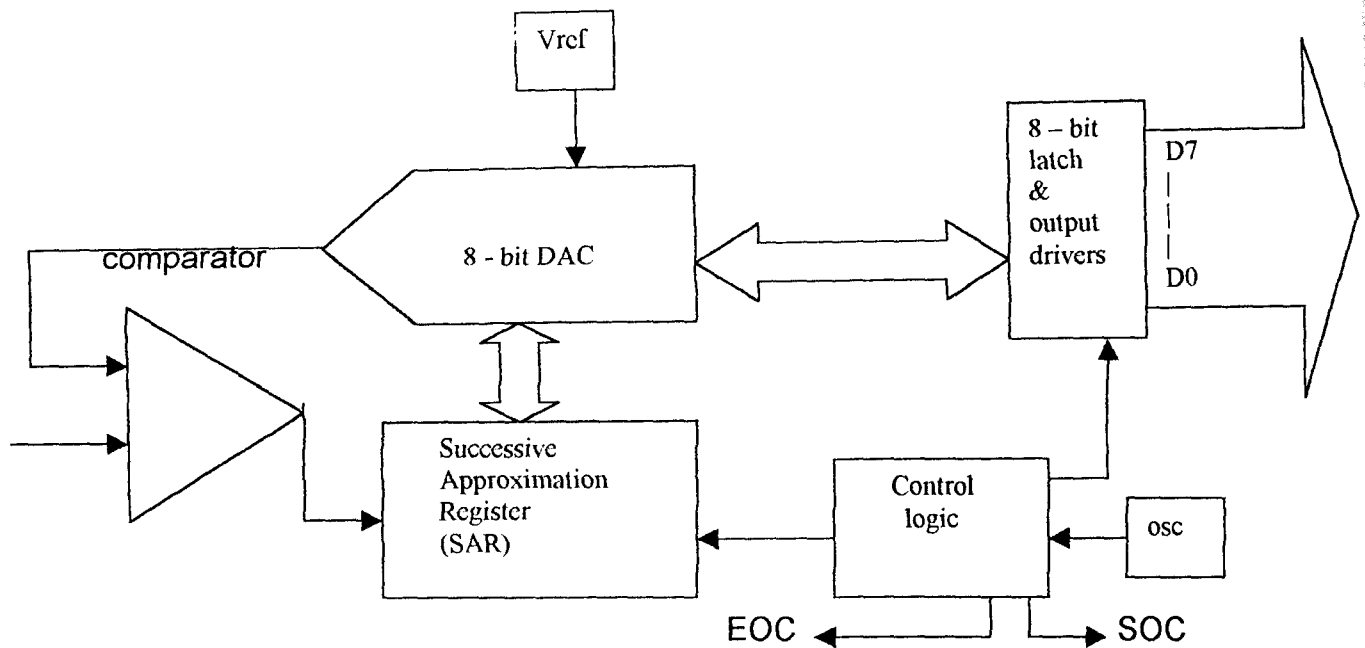 Vref
8 – bit
latch
&
output
drivers
D7
D0
comparator
8 - bit DAC
Successive
Approximation
Register
(SAR)
Control
logic
osc
EOC
SOC